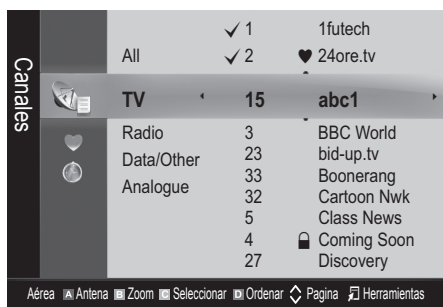 Canales
✓ 1 1futech
All ✓ 2 ♥ 24ore.tv
TV 15 abc1
Radio 3 BBC World
Data/Other 23 bid-up.tv
Analogue 33 Boonerang
32 Cartoon Nwk
5 Class News
4 Coming Soon
27 Discovery
Aérea A Antena B Zoom C Seleccionar D Ordenar Pagina Herramientas